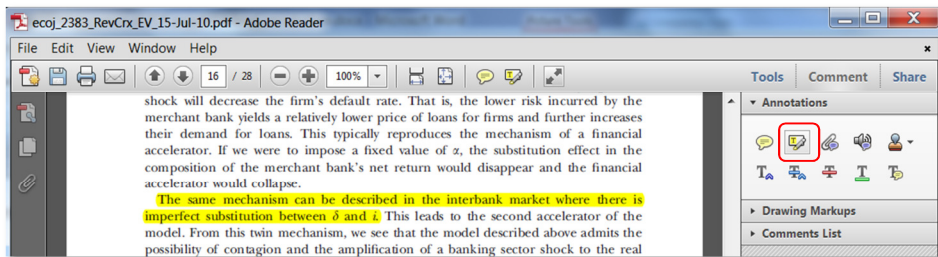 ecoj_2383_RevCrx_EV_15-Jul-10.pdf - Adobe Reader
File Edit View Window Help
16 / 28 100% Tools Comment Share
shock will decrease the firm's default rate. That is, the lower risk incurred by the
merchant bank yields a relatively lower price of loans for firms and further increases
their demand for loans. This typically reproduces the mechanism of a financial
accelerator. If we were to impose a fixed value of α, the substitution effect in the
composition of the merchant bank's net return would disappear and the financial
accelerator would collapse.
The same mechanism can be described in the interbank market where there is
imperfect substitution between δ and i. This leads to the second accelerator of the
model. From this twin mechanism, we see that the model described above admits the
possibility of contagion and the amplification of a banking sector shock to the real
Annotations
Drawing Markups
Comments List